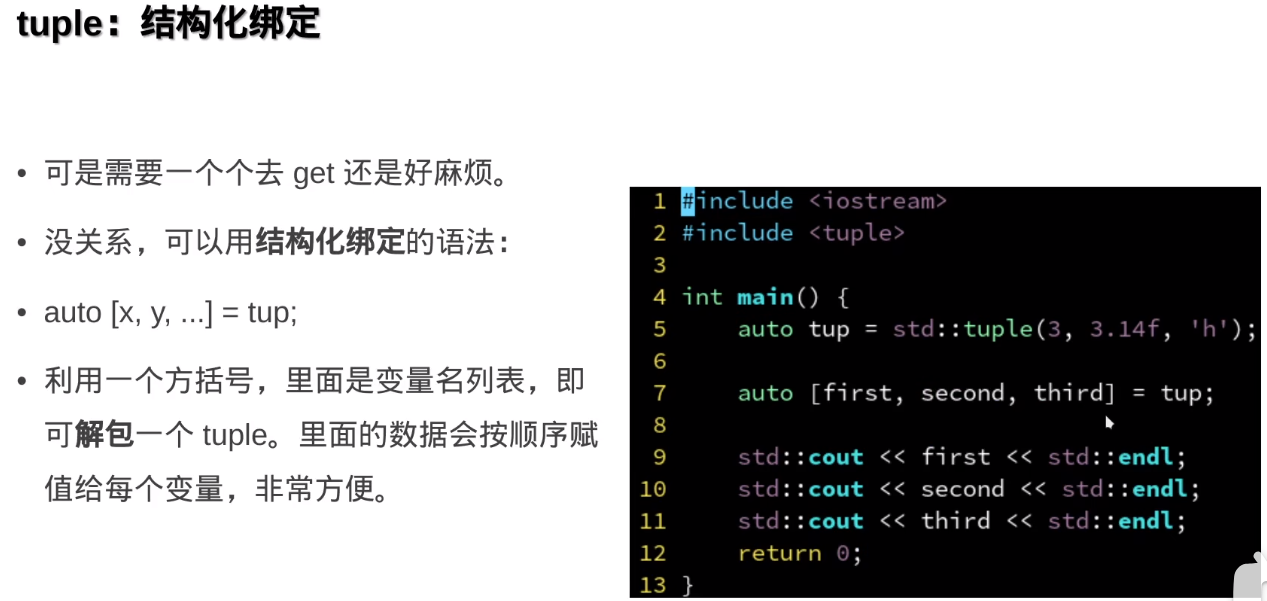 tuple：结构化绑定
• 可是需要一个个去 get 还是好麻烦。
• 没关系，可以用结构化绑定的语法：
• auto [x, y, ...] = tup;
• 利用一个方括号，里面是变量名列表，即
可解包一个 tuple。里面的数据会按顺序赋
值给每个变量，非常方便。
1 #include <iostream>
2 #include <tuple>
3
4 int main() {
5     auto tup = std::tuple(3, 3.14f, 'h');
6
7     auto [first, second, third] = tup;
8
9     std::cout << first << std::endl;
10     std::cout << second << std::endl;
11     std::cout << third << std::endl;
12     return 0;
13 }